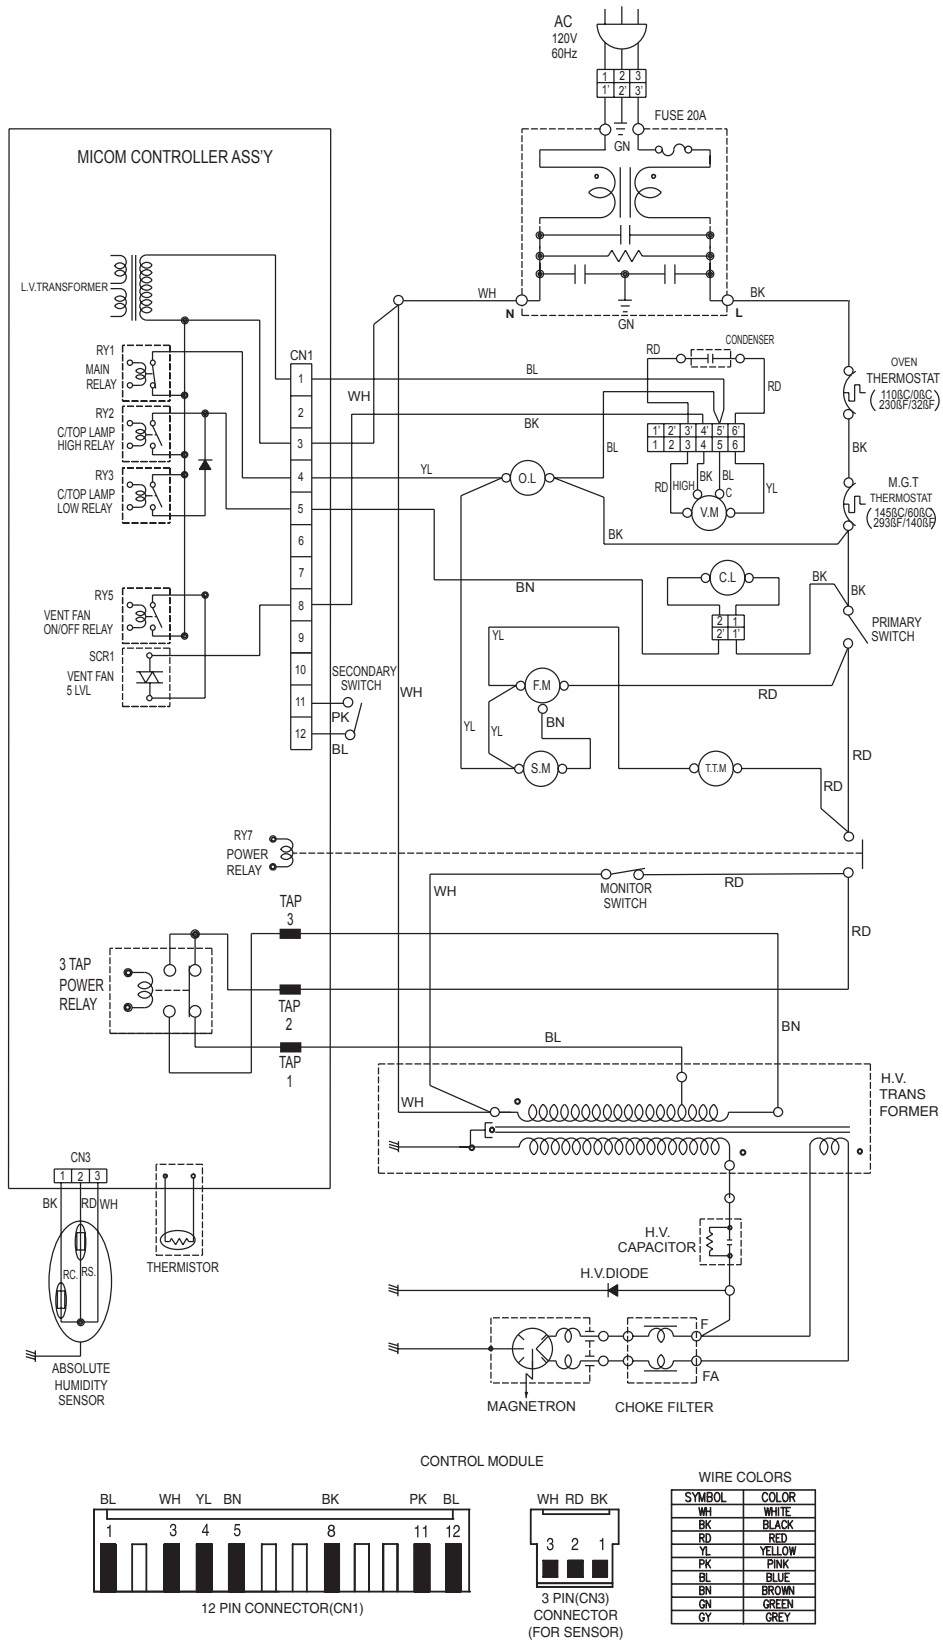 AC
120V
60Hz
1 2 3
1' 2' 3'
FUSE 20A
GN
MICOM CONTROLLER ASS'Y
L.V.TRANSFORMER
WH
N
L
BK
GN
RY1
MAIN
RELAY
RY2
C/TOP LAMP
HIGH RELAY
RY3
C/TOP LAMP
LOW RELAY
RY5
VENT FAN
ON/OFF RELAY
SCR1
VENT FAN
5 LVL
CN1
1
2
3
4
5
6
7
8
9
10
11
12
WH
BL
BK
YL
BN
RD
CONDENSER
RD
BL
1' 2' 3' 4' 5' 6'
1 2 3 4 5 6
RD
HIGH
BK
BL
C
YL
V.M
O.L
BK
OVEN
THERMOSTAT
(110ßC/0ßC
230ßF/32ßF)
BK
M.G.T
THERMOSTAT
(145ßC/60ßC
293ßF/140ßF)
C.L
2 1
2' 1'
BK
BK
PRIMARY
SWITCH
SECONDARY
SWITCH
PK
BL
WH
YL
F.M
BN
RD
YL
YL
S.M
T.T.M
RD
RD
RY7
POWER
RELAY
WH
MONITOR
SWITCH
RD
RD
TAP
3
3 TAP
POWER
RELAY
TAP
2
TAP
1
BL
BN
H.V.
TRANS
FORMER
WH
CN3
1 2 3
BK
RD
WH
RC.
RS.
THERMISTOR
ABSOLUTE
HUMIDITY
SENSOR
H.V.
CAPACITOR
H.V.DIODE
F
FA
MAGNETRON
CHOKE FILTER
CONTROL MODULE
BL WH YL BN BK PK BL
1 3 4 5 8 11 12
12 PIN CONNECTOR(CN1)
WH RD BK
3 2 1
3 PIN(CN3)
CONNECTOR
(FOR SENSOR)
WIRE COLORS
SYMBOL COLOR
WH WHITE
BK BLACK
RD RED
YL YELLOW
PK PINK
BL BLUE
BN BROWN
GN GREEN
GY GREY